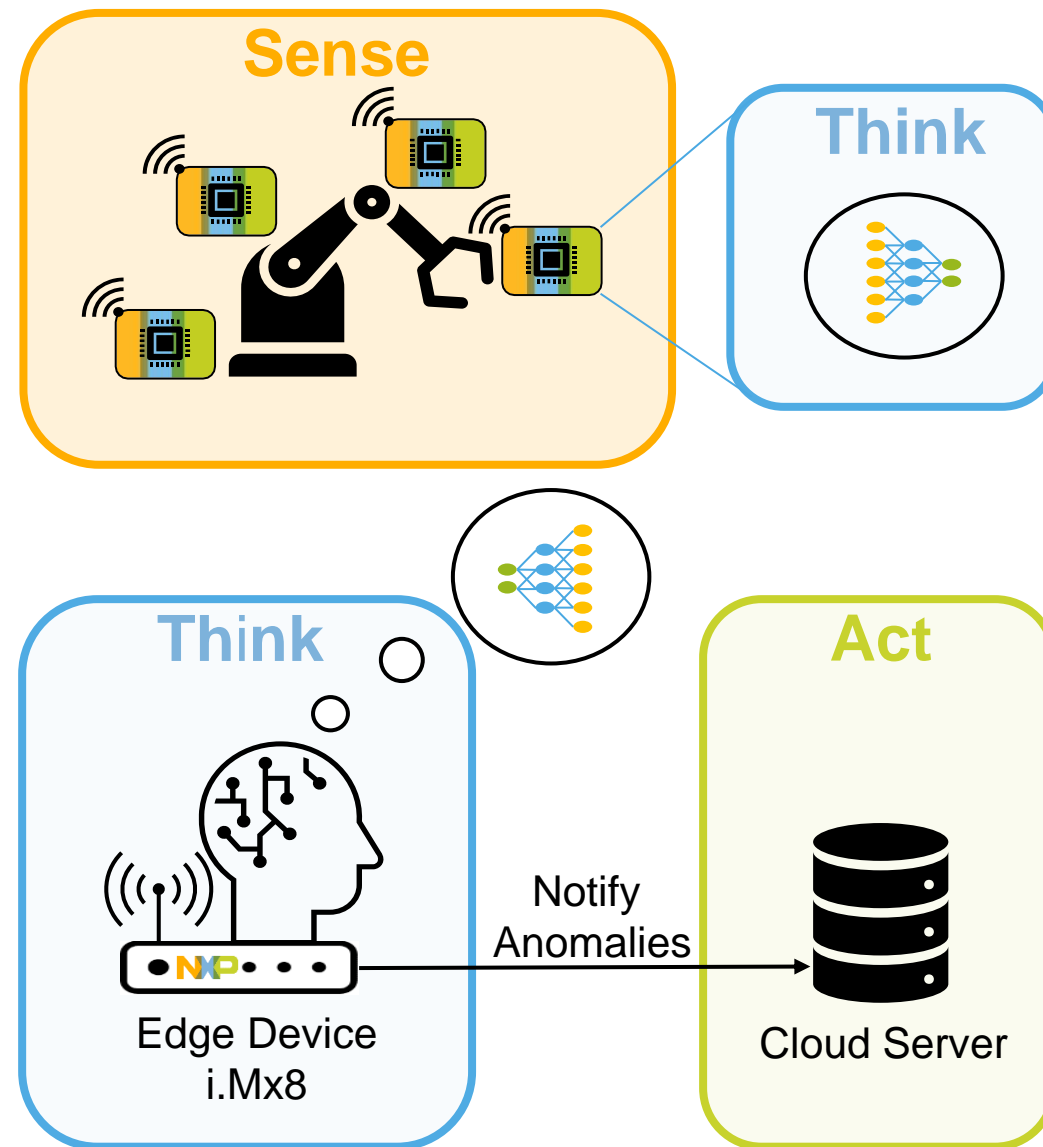 Sense
Think
Think
Act
Notify
Anomalies
NXP
Edge Device
i.Mx8
Cloud Server